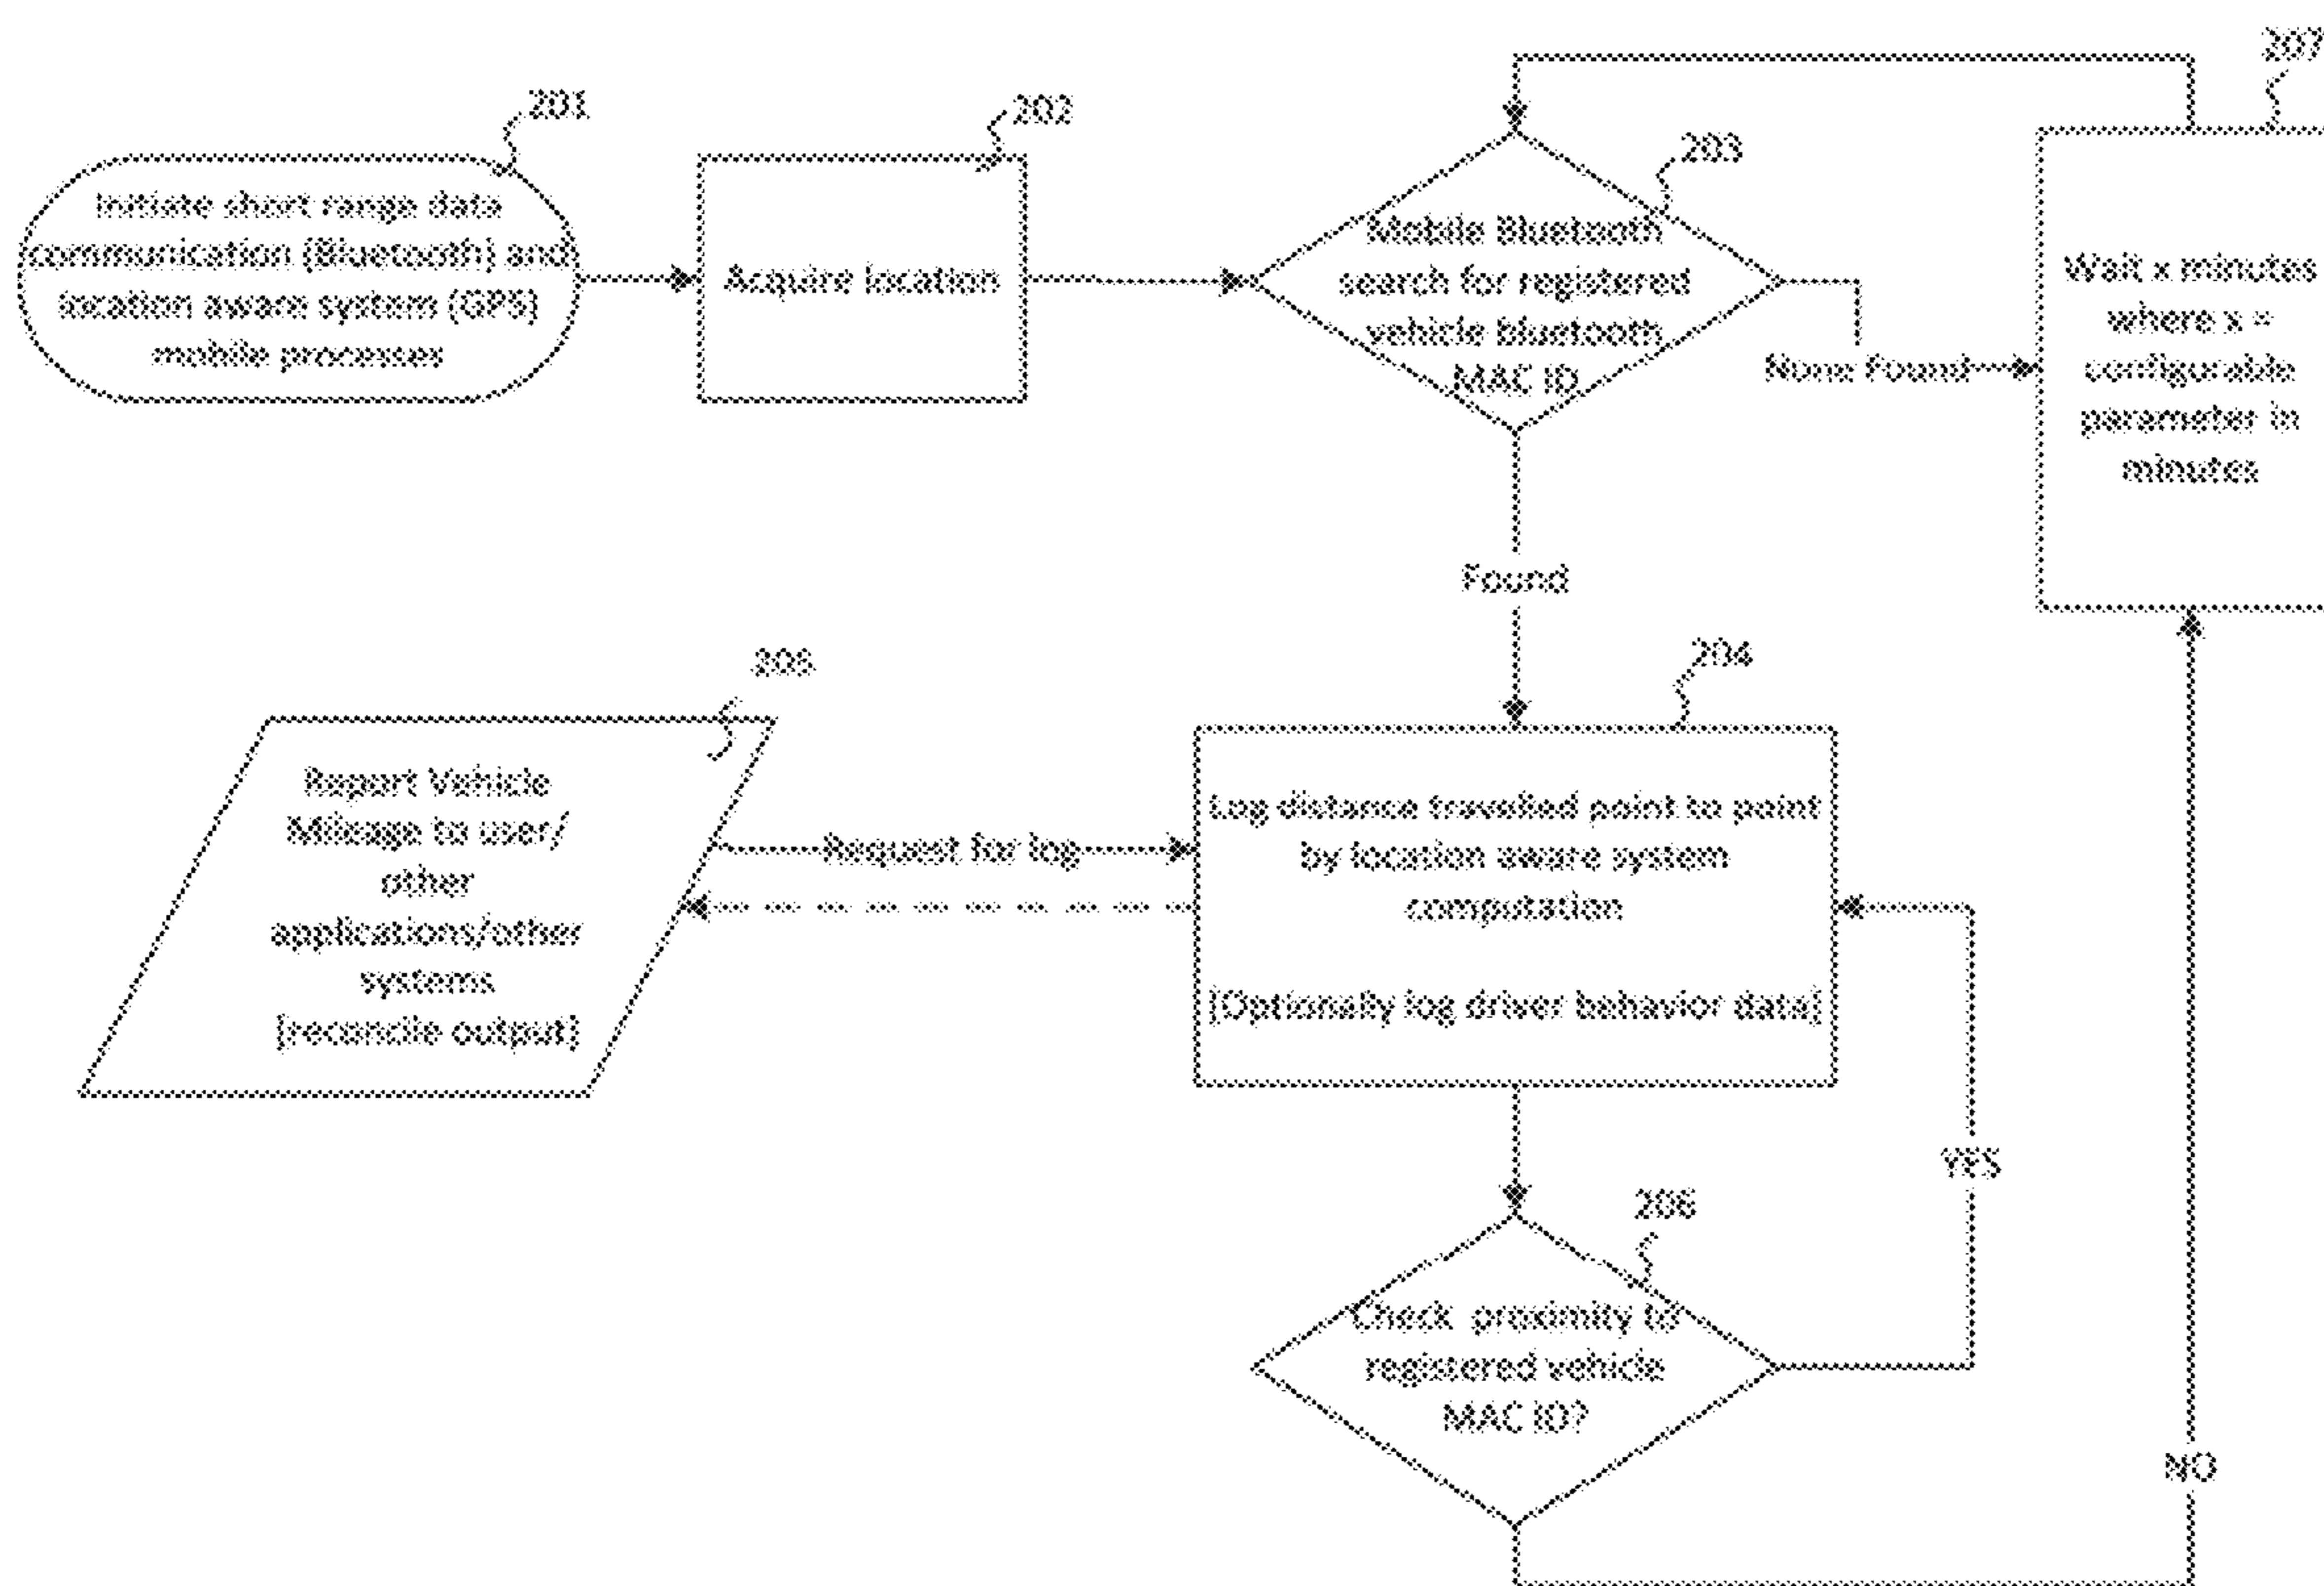 201
Initiate short range data
communication (Bluetooth) and
location aware system (GPS)
mobile processes
202
Acquire location
203
Mobile Bluetooth
search for registered
vehicle Bluetooth
MAC ID
None Found
207
Wait x minutes
where x =
configurable
parameter in
minutes
Found
204
Log distance travelled point to point
by location aware system
computation
[Optionally log driver behavior data]
205
Report Vehicle
Mileage to user/
other
applications/other
systems
[reconcile output]
Request for log
YES
206
Check proximity to
registered vehicle
MAC ID?
NO